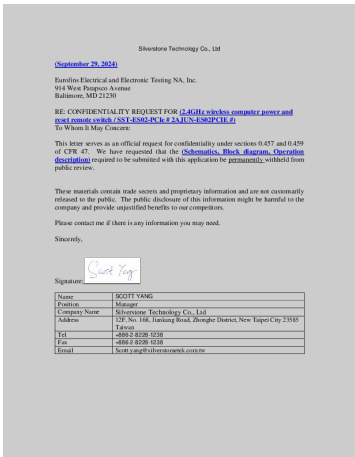 Silverstone Technology Co., Ltd
(September 29, 2024)
Eurofins Electrical and Electronic Testing NA, Inc.
914 West Patapsco Avenue
Baltimore, MD 21230
RE: CONFIDENTIALITY REQUEST FOR (2.4GHz wireless computer power and
reset remote switch / SST-ES02-PCIe # 2AJUN-ES02PCIE #)
To Whom It May Concern:
This letter serves as an official request for confidentiality under sections 0.457 and 0.459
of CFR 47. We have requested that the (Schematics, Block diagram, Operation
description) required to be submitted with this application be permanently withheld from
public review.
These materials contain trade secrets and proprietary information and are not customarily
released to the public. The public disclosure of this information might be harmful to the
company and provide unjustified benefits to our competitors.
Please contact me if there is any information you may need.
Sincerely,
Signature: Scott Yang
Name SCOTT YANG
Position Manager
Company Name Silverstone Technology Co., Ltd
Address 12F, No. 168, Jiankang Road, Zhonghe District, New Taipei City 23585
Taiwan
Tel +886-2-8228-1238
Fax +886-2-8228-1238
Email Scott.yang@silverstonetek.com.tw